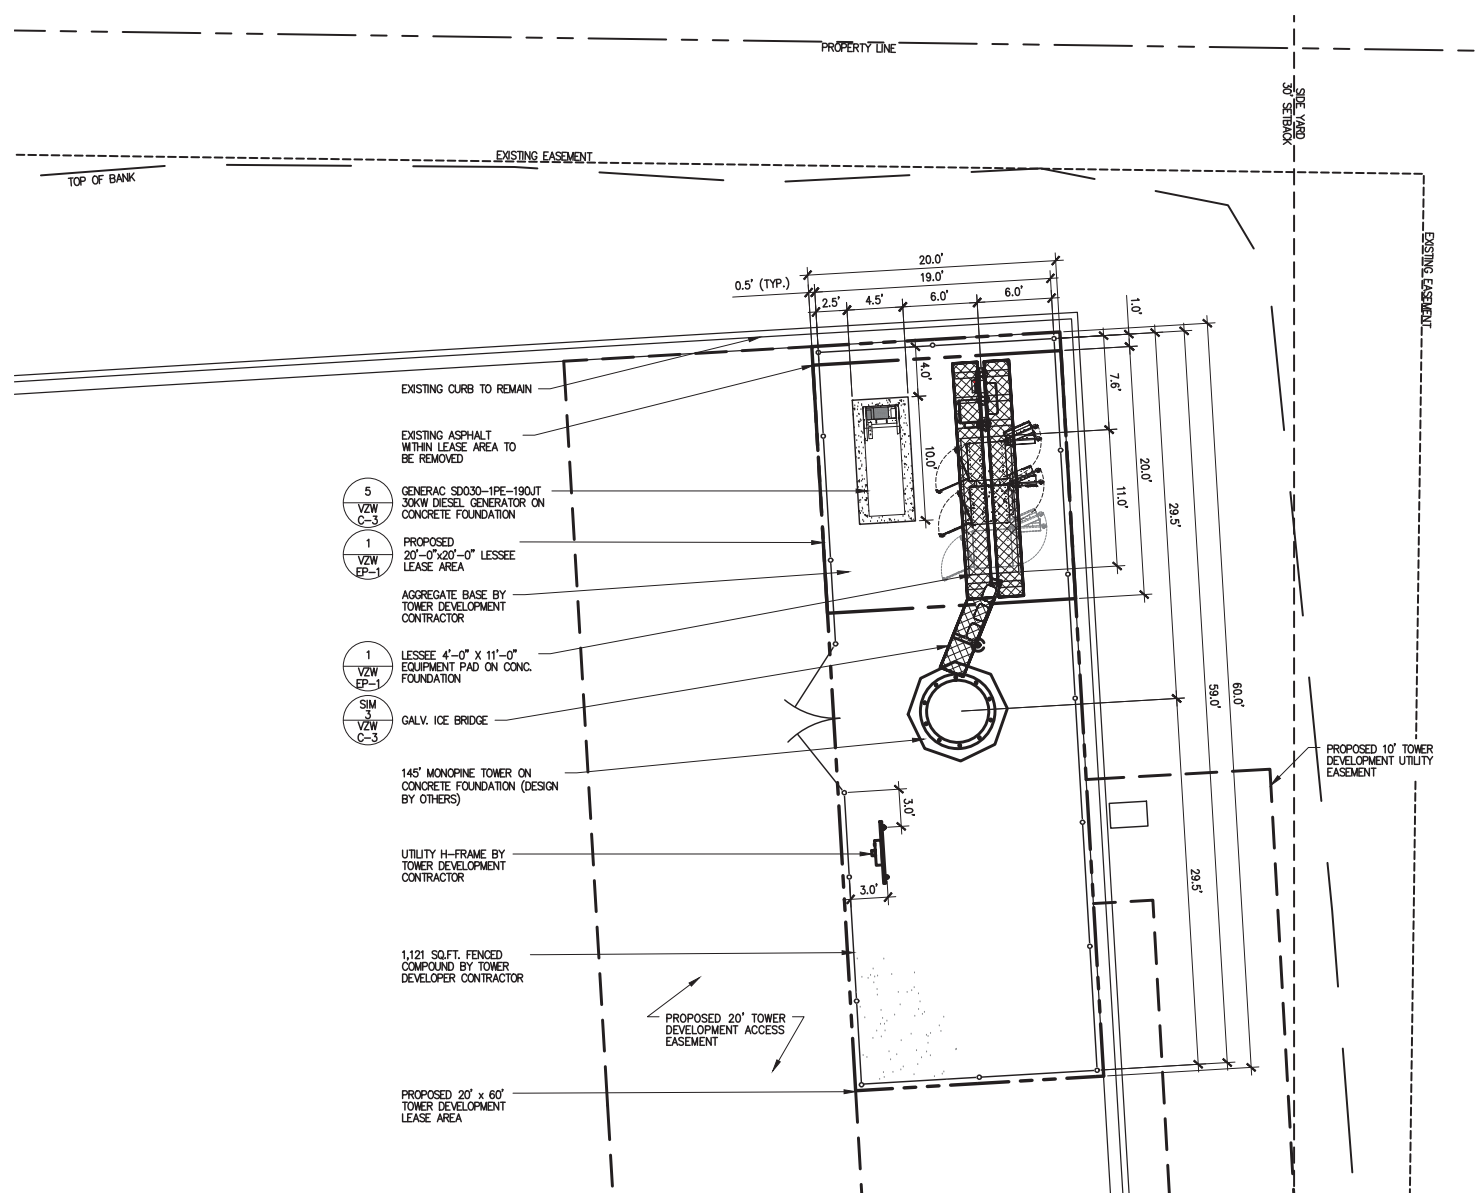 PROPERTY LINE
SIDE YARD
30' SETBACK
EXISTING EASEMENT
TOP OF BANK
EXISTING EASEMENT
20.0'
19.0'
0.5' (TYP.)
2.5'
4.5'
6.0'
6.0'
1.0'
4.0'
7.6'
10.0'
20.0'
11.0'
29.5'
59.0'
60.0'
29.5'
3.0'
3.0'
EXISTING CURB TO REMAIN
EXISTING ASPHALT
WITHIN LEASE AREA TO
BE REMOVED
5
VZW
C-3
GENERAC SD030-1PE-190JT
30KW DIESEL GENERATOR ON
CONCRETE FOUNDATION
1
VZW
EP-1
PROPOSED
20'-0"x20'-0" LESSEE
LEASE AREA
AGGREGATE BASE BY
TOWER DEVELOPMENT
CONTRACTOR
1
VZW
EP-1
LESSEE 4'-0" X 11'-0"
EQUIPMENT PAD ON CONC.
FOUNDATION
SIM
3
VZW
C-3
GALV. ICE BRIDGE
145' MONOPINE TOWER ON
CONCRETE FOUNDATION (DESIGN
BY OTHERS)
PROPOSED 10' TOWER
DEVELOPMENT UTILITY
EASEMENT
UTILITY H-FRAME BY
TOWER DEVELOPMENT
CONTRACTOR
1,121 SQ.FT. FENCED
COMPOUND BY TOWER
DEVELOPER CONTRACTOR
PROPOSED 20' TOWER
DEVELOPMENT ACCESS
EASEMENT
PROPOSED 20' x 60'
TOWER DEVELOPMENT
LEASE AREA